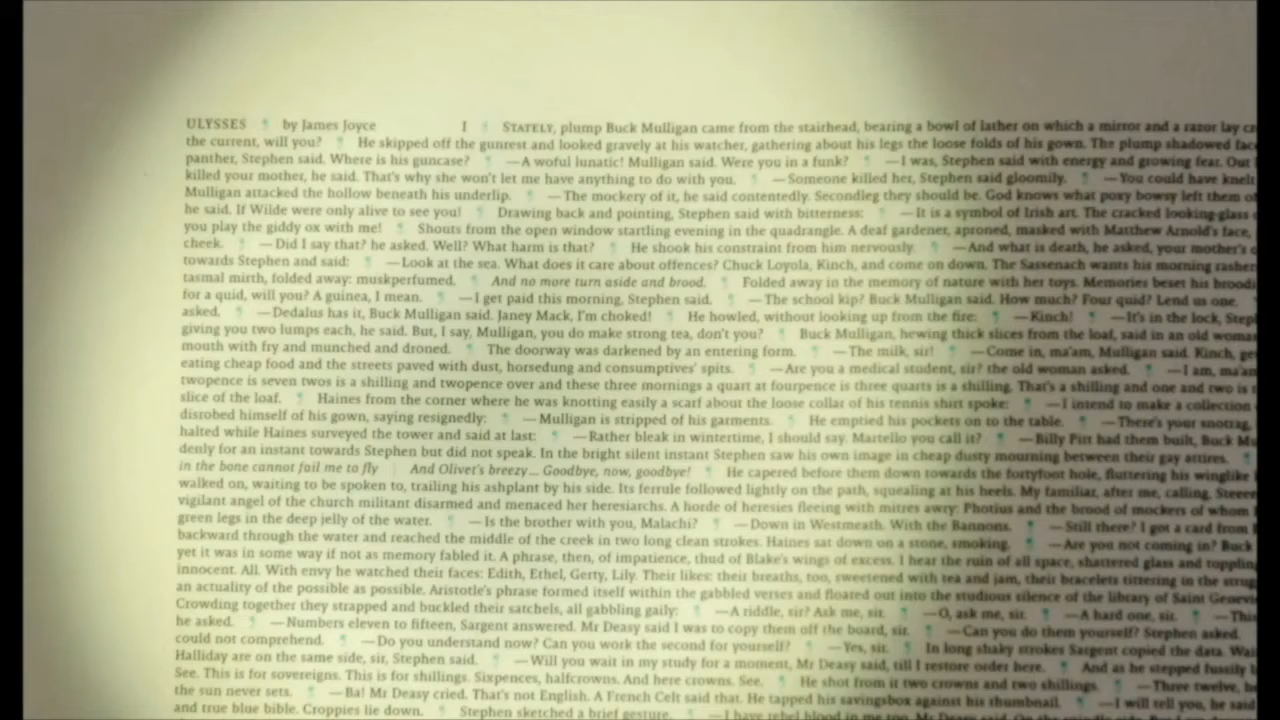 ULYSSES ¶ by James Joyce I ¶ STATELY, plump Buck Mulligan came from the stairhead, bearing a bowl of lather on which a mirror and a razor lay
the current, will you? ¶ He skipped off the gunrest and looked gravely at his watcher, gathering about his legs the loose folds of his gown. The plump shadowed
panther, Stephen said. Where is his guncase? ¶ —A woful lunatic! Mulligan said. Were you in a funk? ¶ —I was, Stephen said with energy and growing fear. Out
killed your mother, he said. That's why she won't let me have anything to do with you. ¶ —Someone killed her, Stephen said gloomily. ¶ —You could have knelt
Mulligan attacked the hollow beneath his underlip. ¶ —The mockery of it, he said contentedly. Secondleg they should be. God knows what poxy bowsy left them
he said. If Wilde were only alive to see you! ¶ Drawing back and pointing, Stephen said with bitterness: ¶ —It is a symbol of Irish art. The cracked looking-glass
you play the giddy ox with me! ¶ Shouts from the open window startling evening in the quadrangle. A deaf gardener, aproned, masked with Matthew Arnold's face,
cheek. ¶ —Did I say that? he asked. Well? What harm is that? ¶ He shook his constraint from him nervously. ¶ —And what is death, he asked, your mother's
towards Stephen and said: ¶ —Look at the sea. What does it care about offences? Chuck Loyola, Kinch, and come on down. The Sassenach wants his morning
tasmal mirth, folded away: muskperfumed. ¶ And no more turn aside and brood. ¶ Folded away in the memory of nature with her toys. Memories beset his
for a quid, will you? A guinea, I mean. ¶ —I get paid this morning, Stephen said. ¶ —The school kip? Buck Mulligan said. How much? Four quid? Lend us one.
asked. ¶ —Dedalus has it, Buck Mulligan said. Janey Mack, I'm choked! ¶ He howled, without looking up from the fire: ¶ —Kinch! ¶ —It's in the lock,
giving you two lumps each, he said. But, I say, Mulligan, you do make strong tea, don't you? ¶ Buck Mulligan, hewing thick slices from the loaf, said in an old
mouth with fry and munched and droned. ¶ The doorway was darkened by an entering form. ¶ —The milk, sir! ¶ —Come in, ma'am, Mulligan said. Kinch,
eating cheap food and the streets paved with dust, horsedung and consumptives' spits. ¶ —Are you a medical student, sir? the old woman asked. ¶ —I am,
twopence is seven twos is a shilling and twopence over and these three mornings a quart at fourpence is three quarts is a shilling. That's a shilling and one and two is
slice of the loaf. ¶ Haines from the corner where he was knotting easily a scarf about the loose collar of his tennis shirt spoke: ¶ —I intend to make a collection
disrobed himself of his gown, saying resignedly: ¶ —Mulligan is stripped of his garments. ¶ He emptied his pockets on to the table. ¶ —There's your snotrag,
halted while Haines surveyed the tower and said at last: ¶ —Rather bleak in wintertime, I should say. Martello you call it? ¶ —Billy Pitt had them built, Buck
denly for an instant towards Stephen but did not speak. In the bright silent instant Stephen saw his own image in cheap dusty mourning between their gay attires. ¶
in the bone cannot fail me to fly And Olivet's breezy... Goodbye, now, goodbye! ¶ He capered before them down towards the fortyfoot hole, fluttering his winglike
walked on, waiting to be spoken to, trailing his ashplant by his side. Its ferrule followed lightly on the path, squealing at his heels. My familiar, after me, calling,
vigilant angel of the church militant disarmed and menaced her heresiarchs. A horde of heresies fleeing with mitres awry: Photius and the brood of mockers of whom
green legs in the deep jelly of the water. ¶ —Is the brother with you, Malachi? ¶ —Down in Westmeath. With the Bannons. ¶ —Still there? I got a card from
backward through the water and reached the middle of the creek in two long clean strokes. Haines sat down on a stone, smoking. ¶ —Are you not coming in? Buck
yet it was in some way if not as memory fabled it. A phrase, then, of impatience, thud of Blake's wings of excess. I hear the ruin of all space, shattered glass and
innocent. All. With envy he watched their faces: Edith, Ethel, Gerty, Lily. Their likes: their breaths, too, sweetened with tea and jam, their bracelets tittering in the
an actuality of the possible as possible. Aristotle's phrase formed itself within the gabbled verses and floated out into the studious silence of the library of Saint
Crowding together they strapped and buckled their satchels, all gabbling gaily: ¶ —A riddle, sir? Ask me, sir. ¶ —O, ask me, sir. ¶ —A hard one, sir. ¶ —This
he asked. ¶ —Numbers eleven to fifteen, Sargent answered. Mr Deasy said I was to copy them off the board, sir. ¶ —Can you do them yourself? Stephen asked.
could not comprehend. ¶ —Do you understand now? Can you work the second for yourself? ¶ —Yes, sir. ¶ In long shaky strokes Sargent copied the data.
Halliday are on the same side, sir, Stephen said. ¶ —Will you wait in my study for a moment, Mr Deasy said, till I restore order here. ¶ And as he stepped fussily
See. This is for sovereigns. This is for shillings. Sixpences, halfcrowns. And here crowns. See. ¶ He shot from it two crowns and two shillings. ¶ —Three twelve,
the sun never sets. ¶ —Ba! Mr Deasy cried. That's not English. A French Celt said that. He tapped his savingsbox against his thumbnail. ¶ —I will tell you, he said
and true blue bible. Croppies lie down. ¶ Stephen sketched a brief gesture. ¶ —I have rebel blood in me too, Mr Deasy said. On the